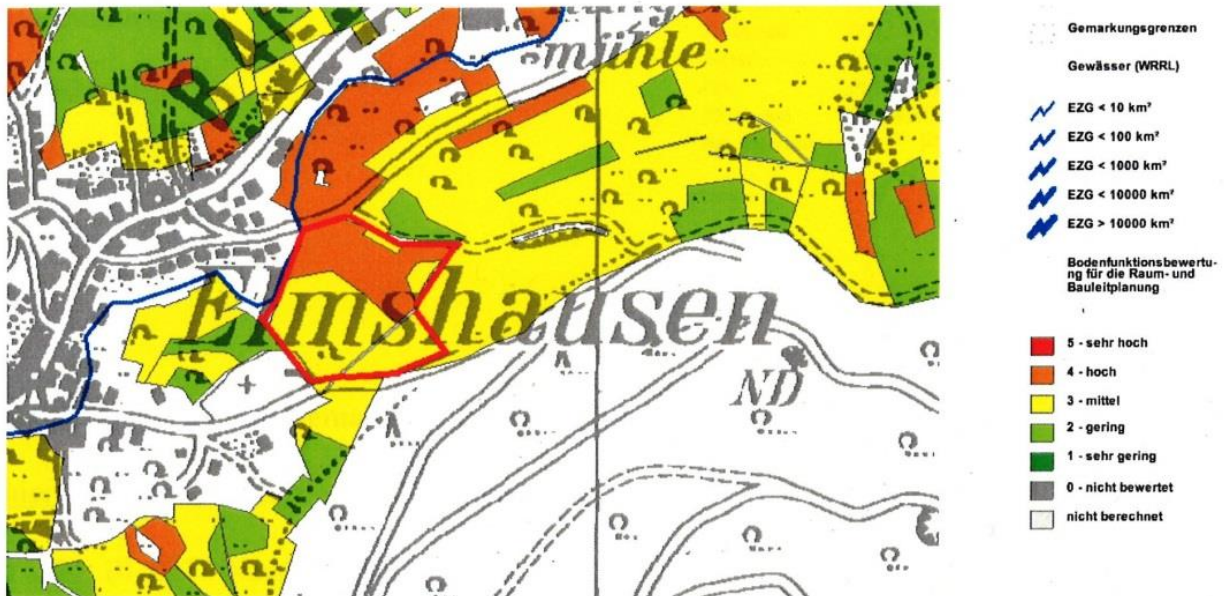 mühle
Elmshausen
ND
Gemarkungsgrenzen
Gewässer (WRRL)
EZG < 10 km²
EZG < 100 km²
EZG < 1000 km²
EZG < 10000 km²
EZG > 10000 km²
Bodenfunktionsbewertu-
ng für die Raum- und
Bauleitplanung
5 - sehr hoch
4 - hoch
3 - mittel
2 - gering
1 - sehr gering
0 - nicht bewertet
nicht berechnet